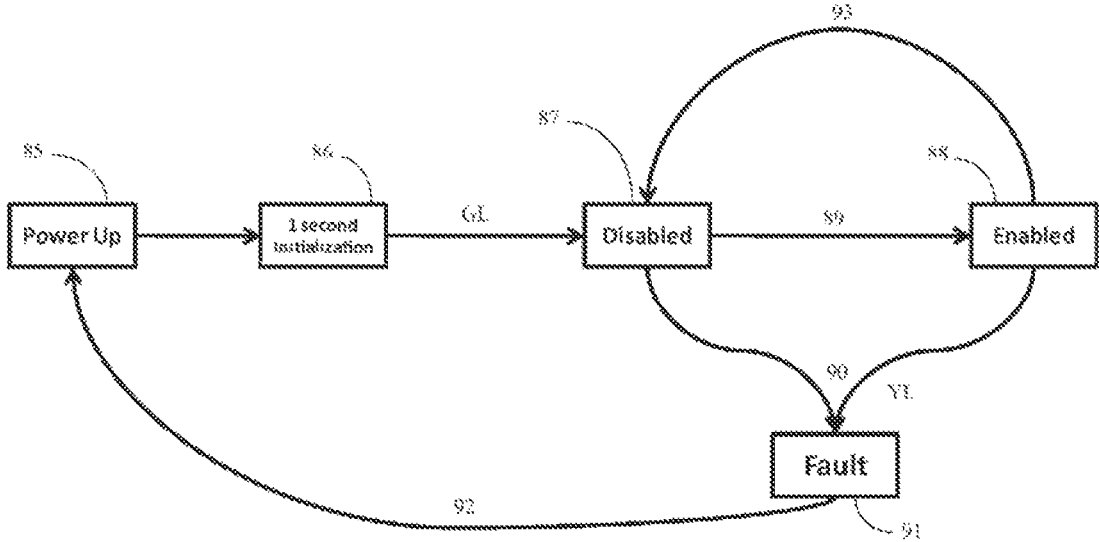 93
87
85
86
88
Power Up
1 second
initialization
GL
Disabled
89
Enabled
90
YL
Fault
92
91